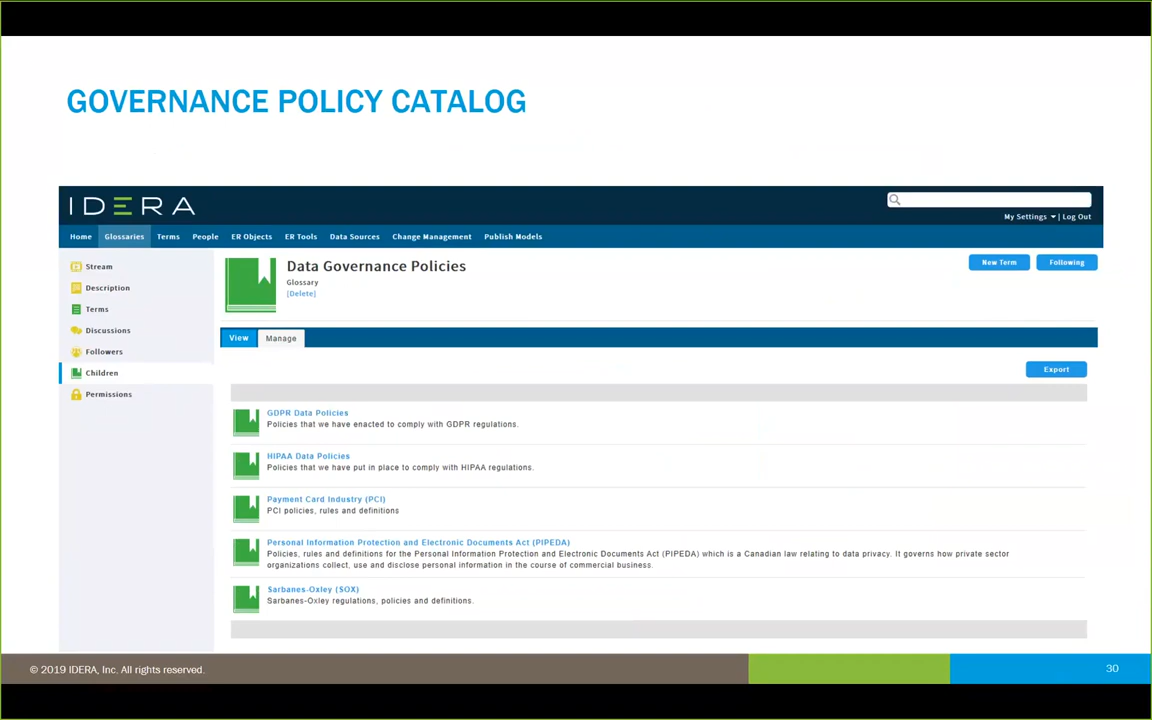 GOVERNANCE POLICY CATALOG
IDERA
My Settings | Log Out
Home Glossaries Terms People ER Objects ER Tools Data Sources Change Management Publish Models
Stream
Description
Terms
Discussions
Followers
Children
Permissions
Data Governance Policies
Glossary
[Delete]
New Term Following
View Manage
Export
GDPR Data Policies
Policies that we have enacted to comply with GDPR regulations.
HIPAA Data Policies
Policies that we have put in place to comply with HIPAA regulations.
Payment Card Industry (PCI)
PCI policies, rules and definitions
Personal Information Protection and Electronic Documents Act (PIPEDA)
Policies, rules and definitions for the Personal Information Protection and Electronic Documents Act (PIPEDA) which is a Canadian law relating to data privacy. It governs how private sector
organizations collect, use and disclose personal information in the course of commercial business.
Sarbanes-Oxley (SOX)
Sarbanes-Oxley regulations, policies and definitions.
© 2019 IDERA, Inc. All rights reserved.
30